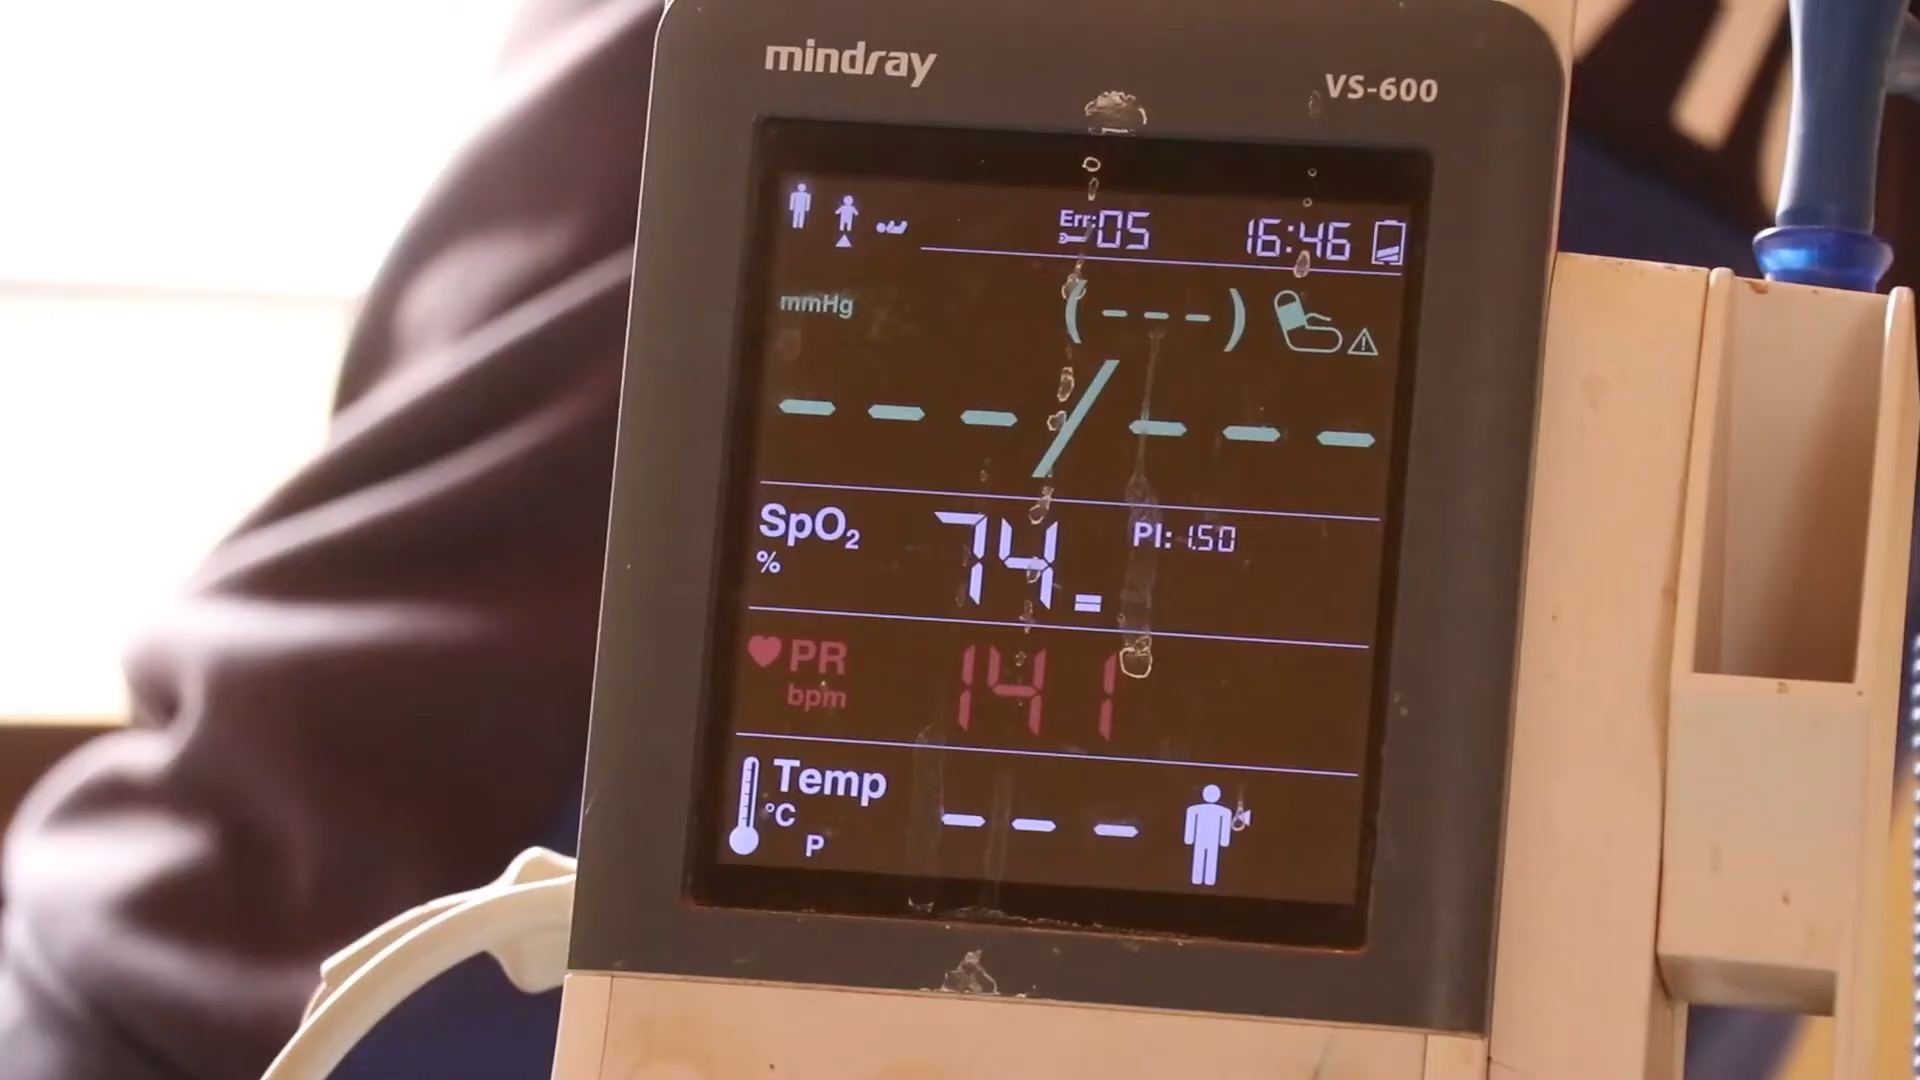 mindray
VS-600
Err: 05
16:46
mmHg
(---)
---/---
SpO₂
%
74
PI: 1.50
PR
bpm
141
Temp
°C
P
---